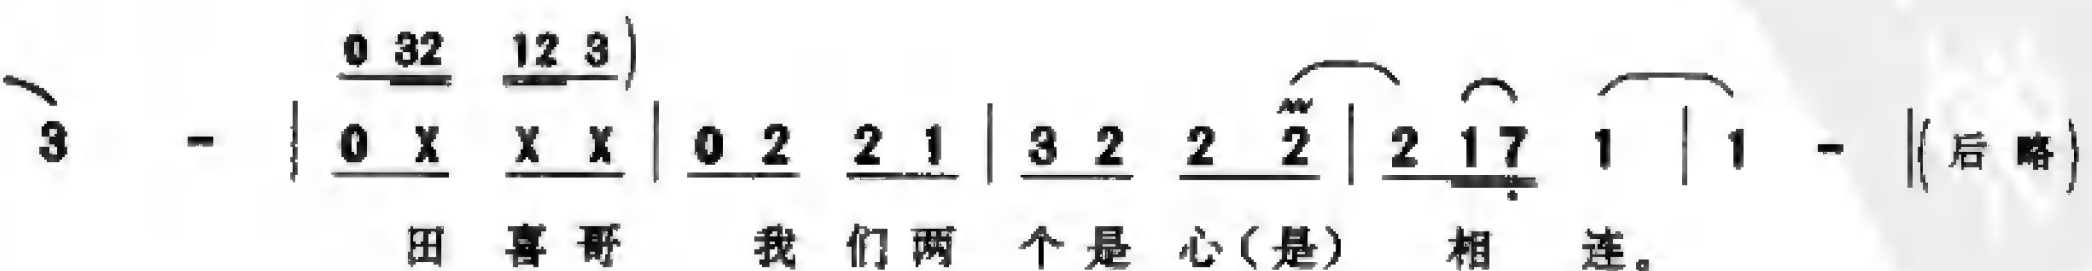 0 32 12 3)
3 - | 0 X X X | 0 2 2 1 | 3 2 2 2 | 2 17 1 | 1 - ‖(后略)
田喜哥 我们两个是心(是)相连。